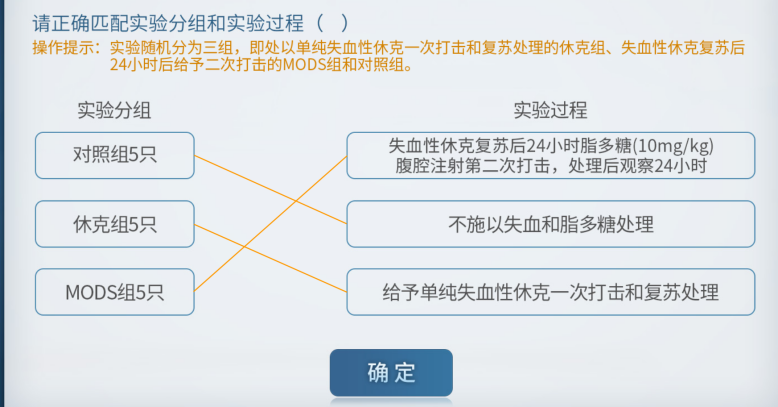 请正确匹配实验分组和实验过程（ ）
操作提示：实验随机分为三组，即处以单纯失血性休克一次打击和复苏处理的休克组、失血性休克复苏后
24小时后给予二次打击的MODS组和对照组。
实验分组
实验过程
对照组5只
失血性休克复苏后24小时脂多糖(10mg/kg)
腹腔注射第二次打击，处理后观察24小时
休克组5只
不施以失血和脂多糖处理
MODS组5只
给予单纯失血性休克一次打击和复苏处理
确定